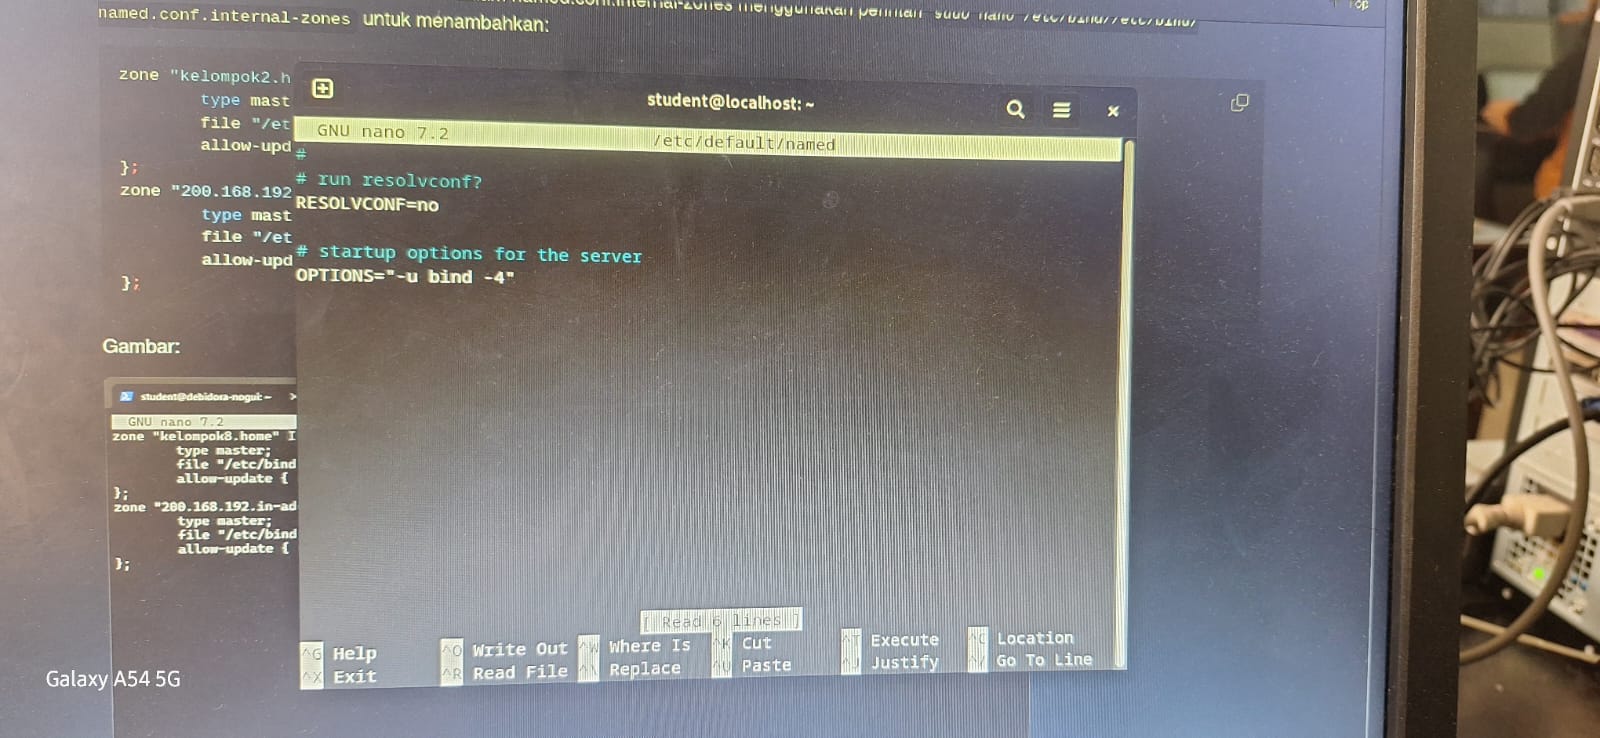 named.conf.internal-zones untuk menambahkan:
zone "kelompok2.h
type mast
file "/et
allow-upd
};
zone "200.168.192
type mast
file "/et
allow-upd
};
Gambar:
student@debidora-nogui: ~
GNU nano 7.2
zone "kelompok8.home" I
type master;
file "/etc/bind
allow-update {
};
zone "200.168.192.in-ad
type master;
file "/etc/bind
allow-update {
};
student@localhost: ~
GNU nano 7.2 /etc/default/named
#
# run resolvconf?
RESOLVCONF=no
# startup options for the server
OPTIONS="-u bind -4"
[ Read 6 lines ]
^G Help ^O Write Out ^W Where Is ^K Cut ^T Execute ^C Location
^X Exit ^R Read File ^\ Replace ^U Paste ^J Justify ^/ Go To Line
Galaxy A54 5G